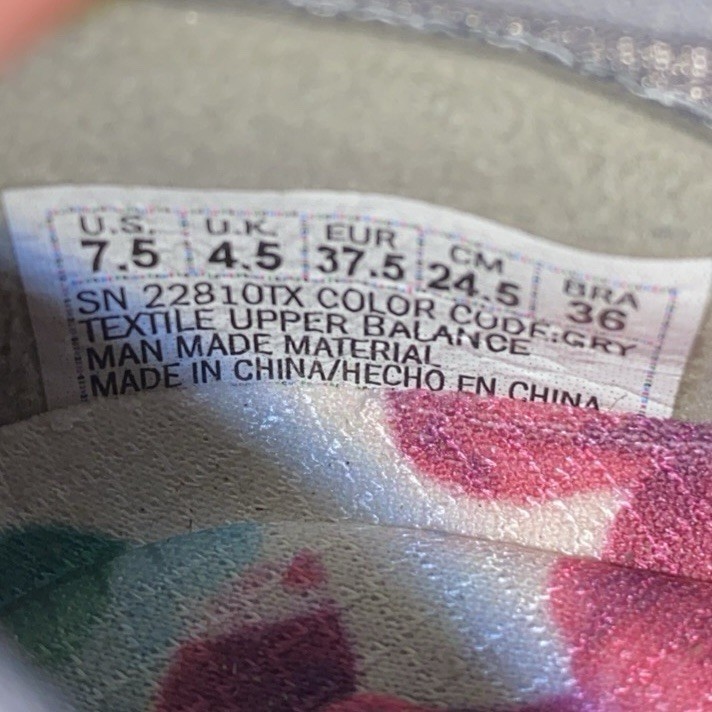 U.S. U.K. EUR CM BRA
7.5 4.5 37.5 24.5 36
SN 22810TX COLOR CODE:GRY
TEXTILE UPPER BALANCE
MAN MADE MATERIAL
MADE IN CHINA/HECHO EN CHINA